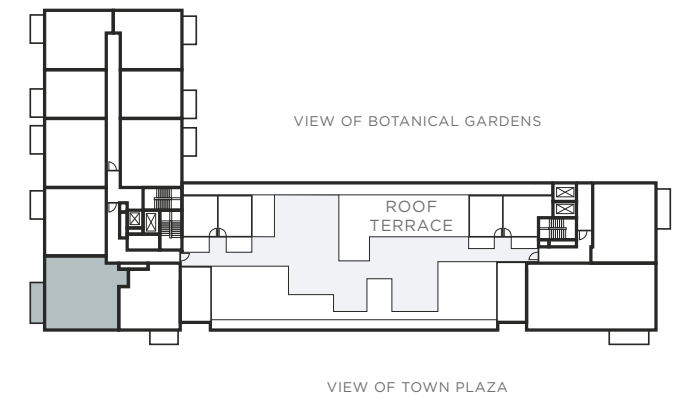 VIEW OF BOTANICAL GARDENS
ROOF
TERRACE
VIEW OF TOWN PLAZA